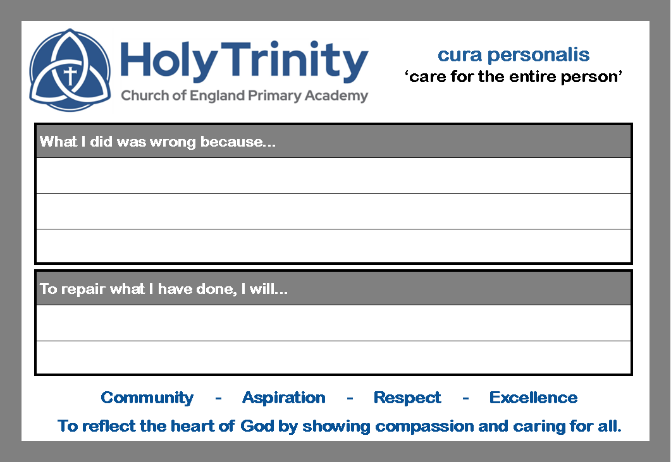 Holy Trinity
Church of England Primary Academy
cura personalis
‘care for the entire person’
What I did was wrong because...
To repair what I have done, I will...
Community - Aspiration - Respect - Excellence
To reflect the heart of God by showing compassion and caring for all.